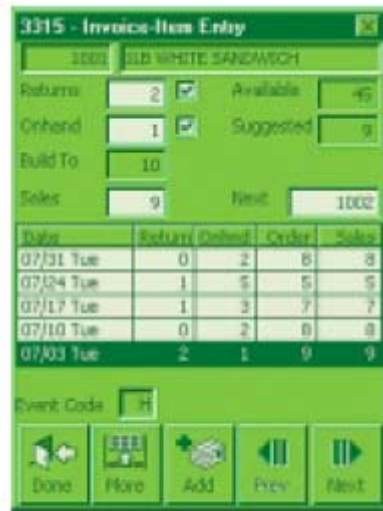 3315 - Invoice-Item Entry
1001 1LB WHITE SANDWICH
Returns 2 Available 45
Onhand 1 Suggested 9
Build To 10
Sales 9 Next 1002
Date Return Onhnd Order Sales
07/31 Tue 0 2 8 8
07/24 Tue 1 5 5 5
07/17 Tue 1 3 7 7
07/10 Tue 0 2 8 8
07/03 Tue 2 1 9 9
Event Code H
Done More Add Prev Next